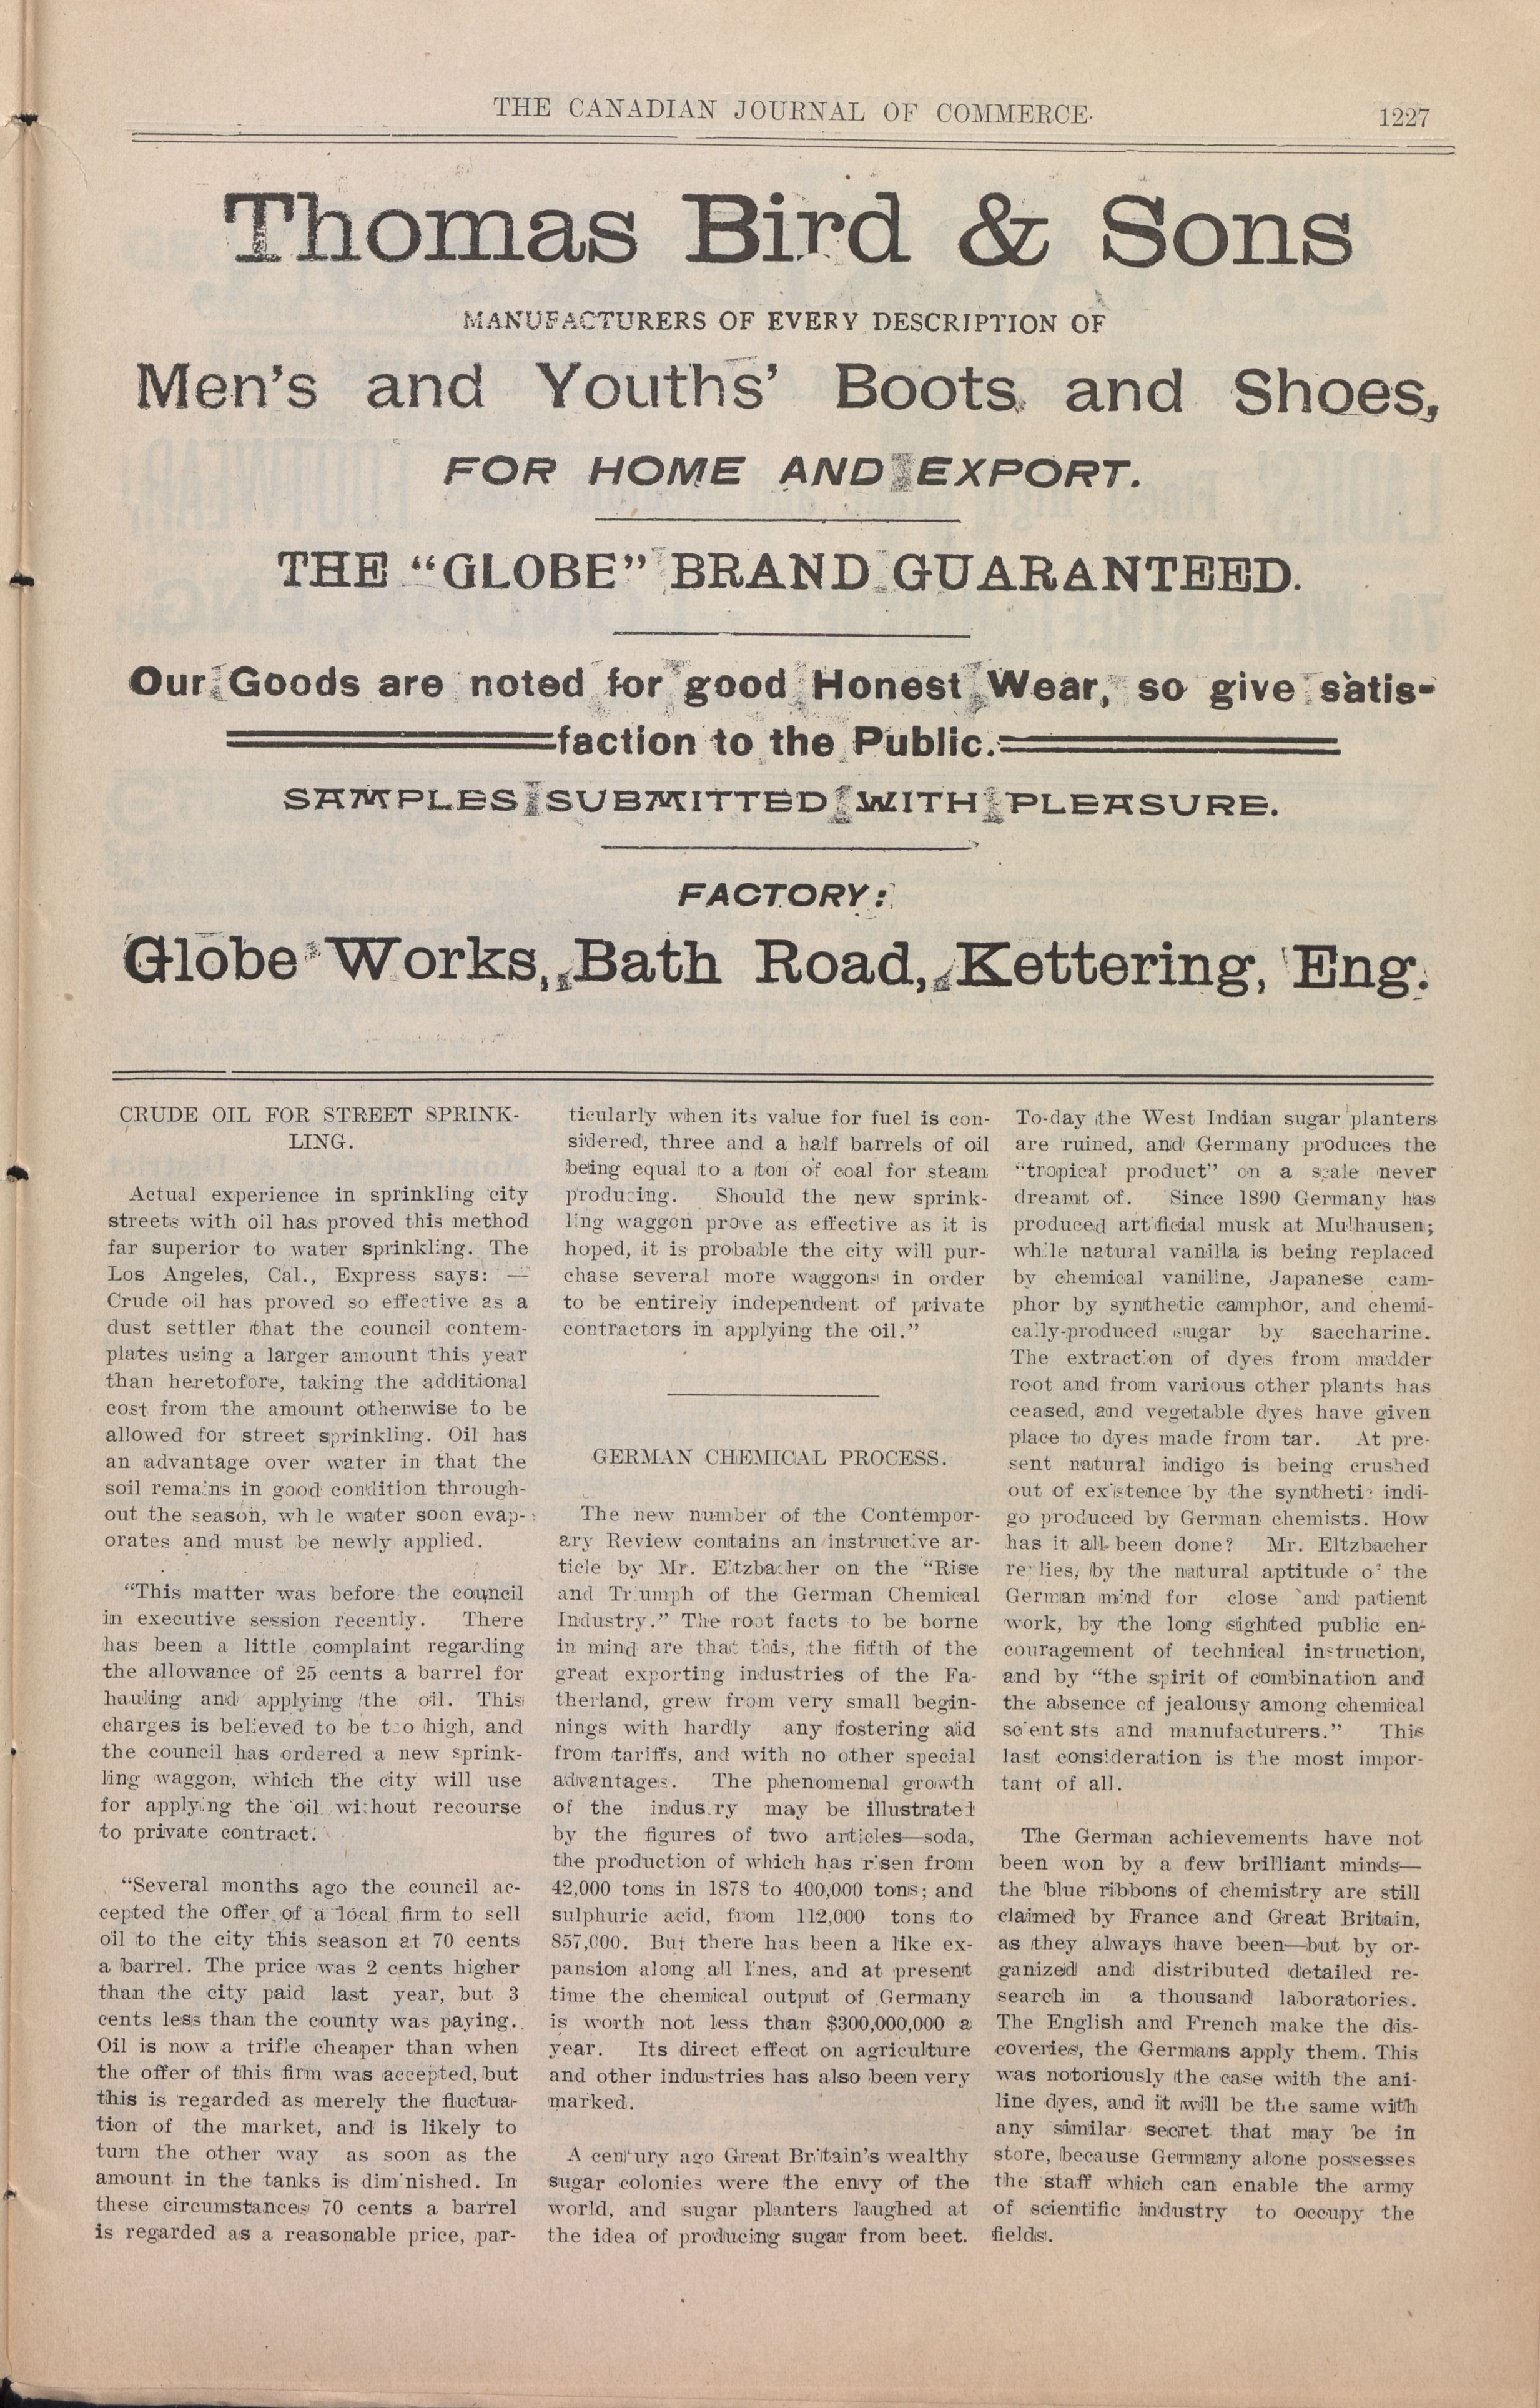 THE CANADIAN JOURNAL OF COMMERCE.
1227
Thomas Bird & Sons
MANUFACTURERS OF EVERY DESCRIPTION OF
Men's and Youths' Boots and Shoes,
FOR HOME AND EXPORT.
THE "GLOBE" BRAND GUARANTEED.
Our Goods are noted for good Honest Wear, so give satis-
faction to the Public.
SAMPLES SUBMITTED WITH PLEASURE.
FACTORY:
Globe Works, Bath Road, Kettering, Eng.
CRUDE OIL FOR STREET SPRINK-
LING.
Actual experience in sprinkling city
streets with oil has proved this method
far superior to water sprinkling. The
Los Angeles, Cal., Express says: —
Crude oil has proved so effective as a
dust settler that the council contem-
plates using a larger amount this year
than heretofore, taking the additional
cost from the amount otherwise to be
allowed for street sprinkling. Oil has
an advantage over water in that the
soil remains in good condition through-
out the season, while water soon evap-
orates and must be newly applied.
"This matter was before the council
in executive session recently. There
has been a little complaint regarding
the allowance of 25 cents a barrel for
hauling and applying the oil. This
charges is believed to be too high, and
the council has ordered a new sprink-
ling waggon, which the city will use
for applying the oil without recourse
to private contract.
"Several months ago the council ac-
cepted the offer of a local firm to sell
oil to the city this season at 70 cents
a barrel. The price was 2 cents higher
than the city paid last year, but 3
cents less than the county was paying.
Oil is now a trifle cheaper than when
the offer of this firm was accepted, but
this is regarded as merely the fluctua-
tion of the market, and is likely to
turn the other way as soon as the
amount in the tanks is diminished. In
these circumstances 70 cents a barrel
is regarded as a reasonable price, par-
ticularly when its value for fuel is con-
sidered, three and a half barrels of oil
being equal to a ton of coal for steam
producing. Should the new sprink-
ling waggon prove as effective as it is
hoped, it is probable the city will pur-
chase several more waggons in order
to be entirely independent of private
contractors in applying the oil."
GERMAN CHEMICAL PROCESS.
The new number of the Contempor-
ary Review contains an instructive ar-
ticle by Mr. Eltzbacher on the "Rise
and Triumph of the German Chemical
Industry." The root facts to be borne
in mind are that this, the fifth of the
great exporting industries of the Fa-
therland, grew from very small begin-
nings with hardly any fostering aid
from tariffs, and with no other special
advantages. The phenomenal growth
of the industry may be illustrated
by the figures of two articles—soda,
the production of which has risen from
42,000 tons in 1878 to 400,000 tons; and
sulphuric acid, from 112,000 tons to
857,000. But there has been a like ex-
pansion along all lines, and at present
time the chemical output of Germany
is worth not less than $300,000,000 a
year. Its direct effect on agriculture
and other industries has also been very
marked.
A century ago Great Britain's wealthy
sugar colonies were the envy of the
world, and sugar planters laughed at
the idea of producing sugar from beet.
To-day the West Indian sugar planters
are ruined, and Germany produces the
"tropical product" on a scale never
dreamt of. Since 1890 Germany has
produced artificial musk at Mulhausen;
while natural vanilla is being replaced
by chemical vaniline, Japanese cam-
phor by synthetic camphor, and chemi-
cally-produced sugar by saccharine.
The extraction of dyes from madder
root and from various other plants has
ceased, and vegetable dyes have given
place to dyes made from tar. At pre-
sent natural indigo is being crushed
out of existence by the synthetic indi-
go produced by German chemists. How
has it all been done? Mr. Eltzbacher
replies, by the natural aptitude of the
German mind for close and patient
work, by the long sighted public en-
couragement of technical instruction,
and by "the spirit of combination and
the absence of jealousy among chemical
scientists and manufacturers." This
last consideration is the most impor-
tant of all.
The German achievements have not
been won by a few brilliant minds—
the blue ribbons of chemistry are still
claimed by France and Great Britain,
as they always have been—but by or-
ganized and distributed detailed re-
search in a thousand laboratories.
The English and French make the dis-
coveries, the Germans apply them. This
was notoriously the case with the ani-
line dyes, and it will be the same with
any similar secret that may be in
store, because Germany alone possesses
the staff which can enable the army
of scientific industry to occupy the
fields.